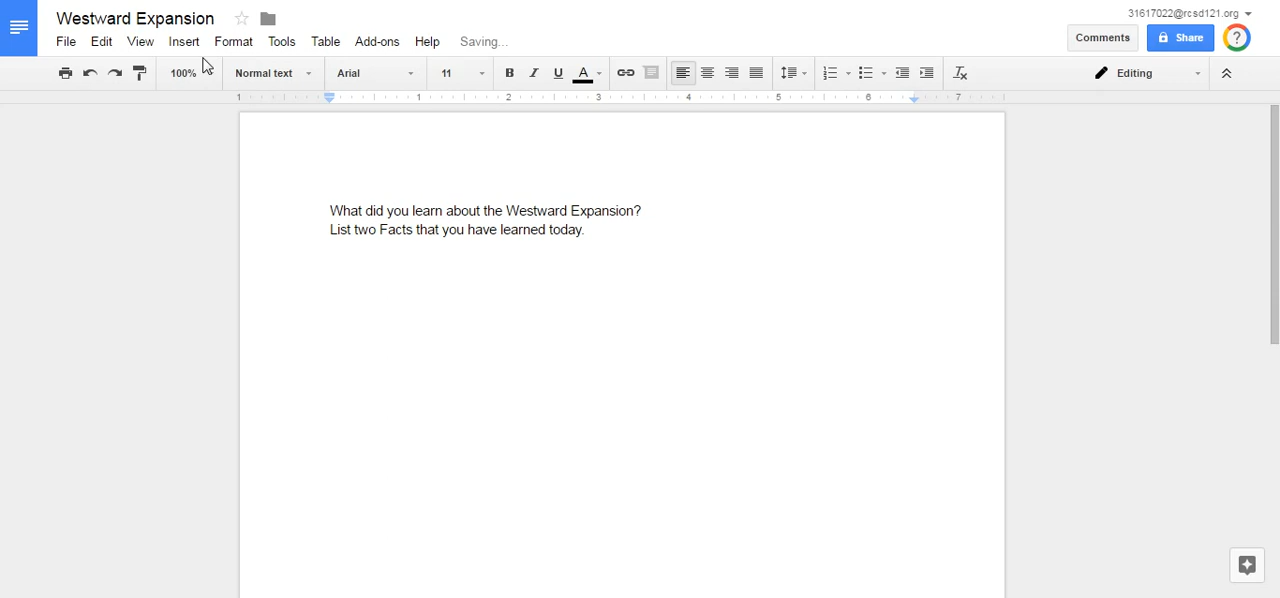 Westward Expansion
31617022@rcsd121.org
File Edit View Insert Format Tools Table Add-ons Help Saving...
Comments Share ?
100% Normal text Arial 11 B I U A Editing
1 1 2 3 4 5 6 7
What did you learn about the Westward Expansion?
List two Facts that you have learned today.